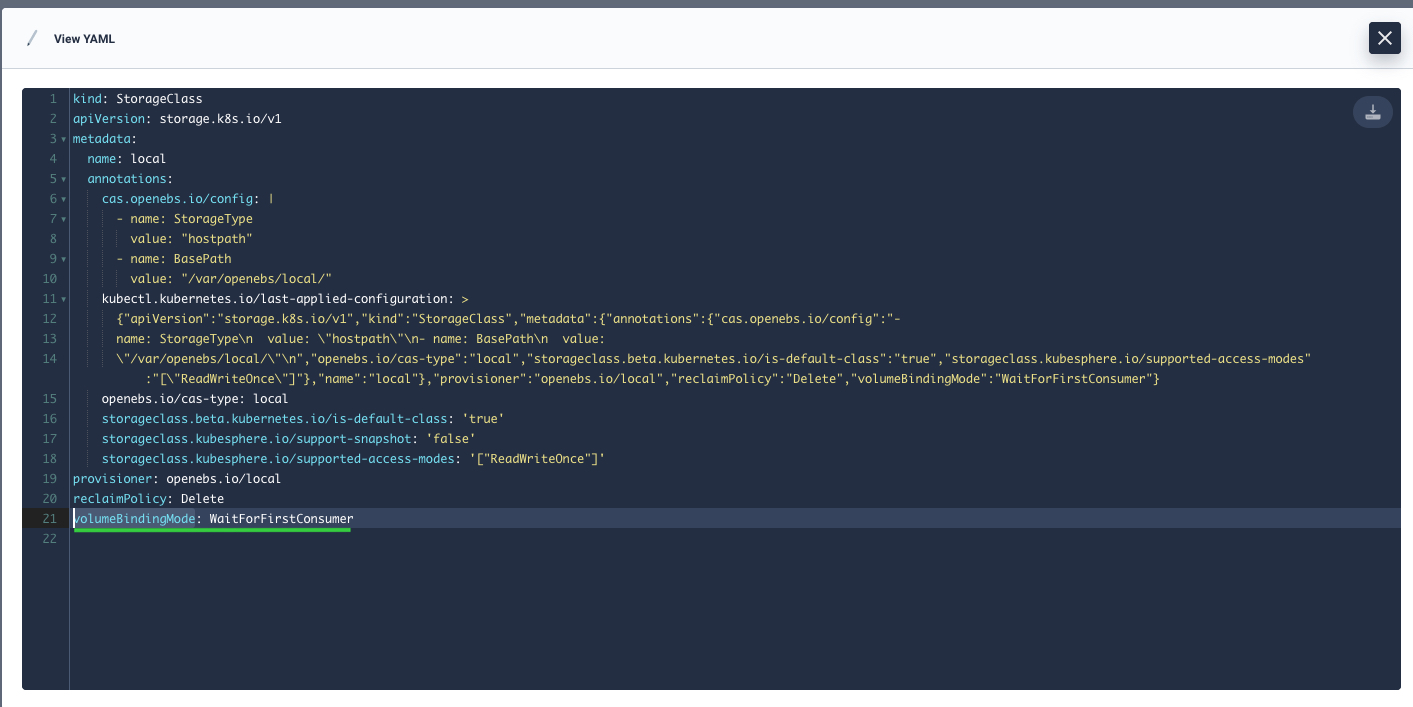 View YAML
1 kind: StorageClass
2 apiVersion: storage.k8s.io/v1
3 metadata:
4 name: local
5 annotations:
6 cas.openebs.io/config: |
7 - name: StorageType
8 value: "hostpath"
9 - name: BasePath
10 value: "/var/openebs/local/"
11 kubectl.kubernetes.io/last-applied-configuration: >
12 {"apiVersion":"storage.k8s.io/v1","kind":"StorageClass","metadata":{"annotations":{"cas.openebs.io/config":"-
13 name: StorageType\n  value: \"hostpath\"\n- name: BasePath\n  value:
14 \"/var/openebs/local/\"\n","openebs.io/cas-type":"local","storageclass.beta.kubernetes.io/is-default-class":"true","storageclass.kubesphere.io/supported-access-modes"
:"[\"ReadWriteOnce\"]"},"name":"local"},"provisioner":"openebs.io/local","reclaimPolicy":"Delete","volumeBindingMode":"WaitForFirstConsumer"}
15 openebs.io/cas-type: local
16 storageclass.beta.kubernetes.io/is-default-class: 'true'
17 storageclass.kubesphere.io/support-snapshot: 'false'
18 storageclass.kubesphere.io/supported-access-modes: '["ReadWriteOnce"]'
19 provisioner: openebs.io/local
20 reclaimPolicy: Delete
21 volumeBindingMode: WaitForFirstConsumer
22